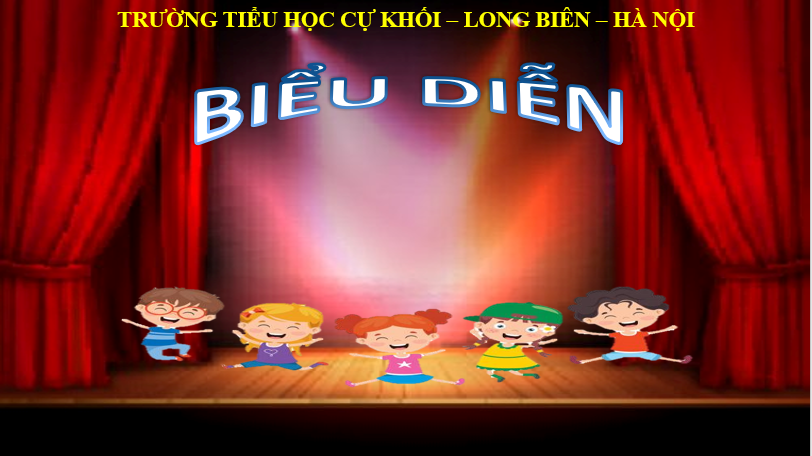 TRƯỜNG TIỂU HỌC CỰ KHỐI – LONG BIÊN – HÀ NỘI
BIỂU DIỄN